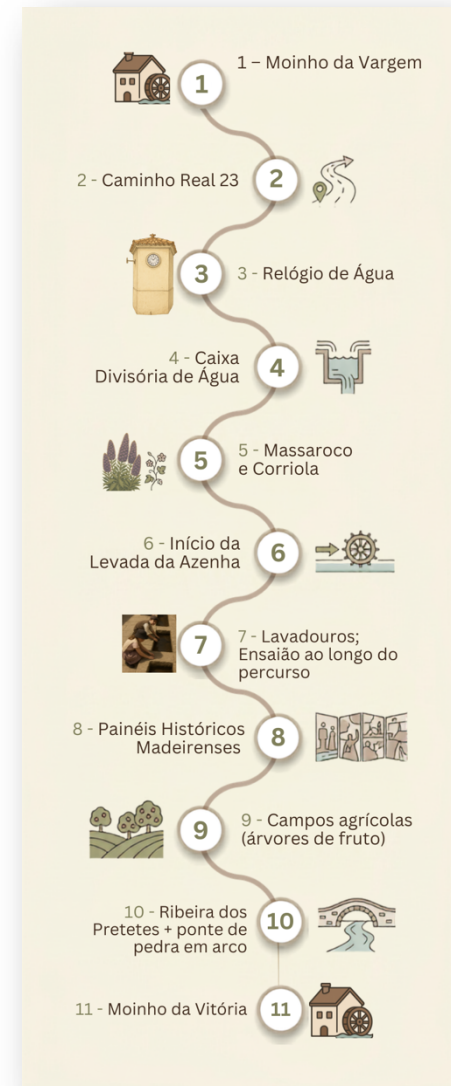 1
1 – Moinho da Vargem
2 - Caminho Real 23
2
3
3 - Relógio de Água
4 - Caixa
Divisória de Água
4
5
5 - Massaroco
e Corriola
6 - Início da
Levada da Azenha
6
7
7 - Lavadouros;
Ensaião ao longo do
percurso
8 - Painéis Históricos
Madeirenses
8
9
9 - Campos agrícolas
(árvores de fruto)
10 - Ribeira dos
Pretetes + ponte de
pedra em arco
10
11 - Moinho da Vitória
11